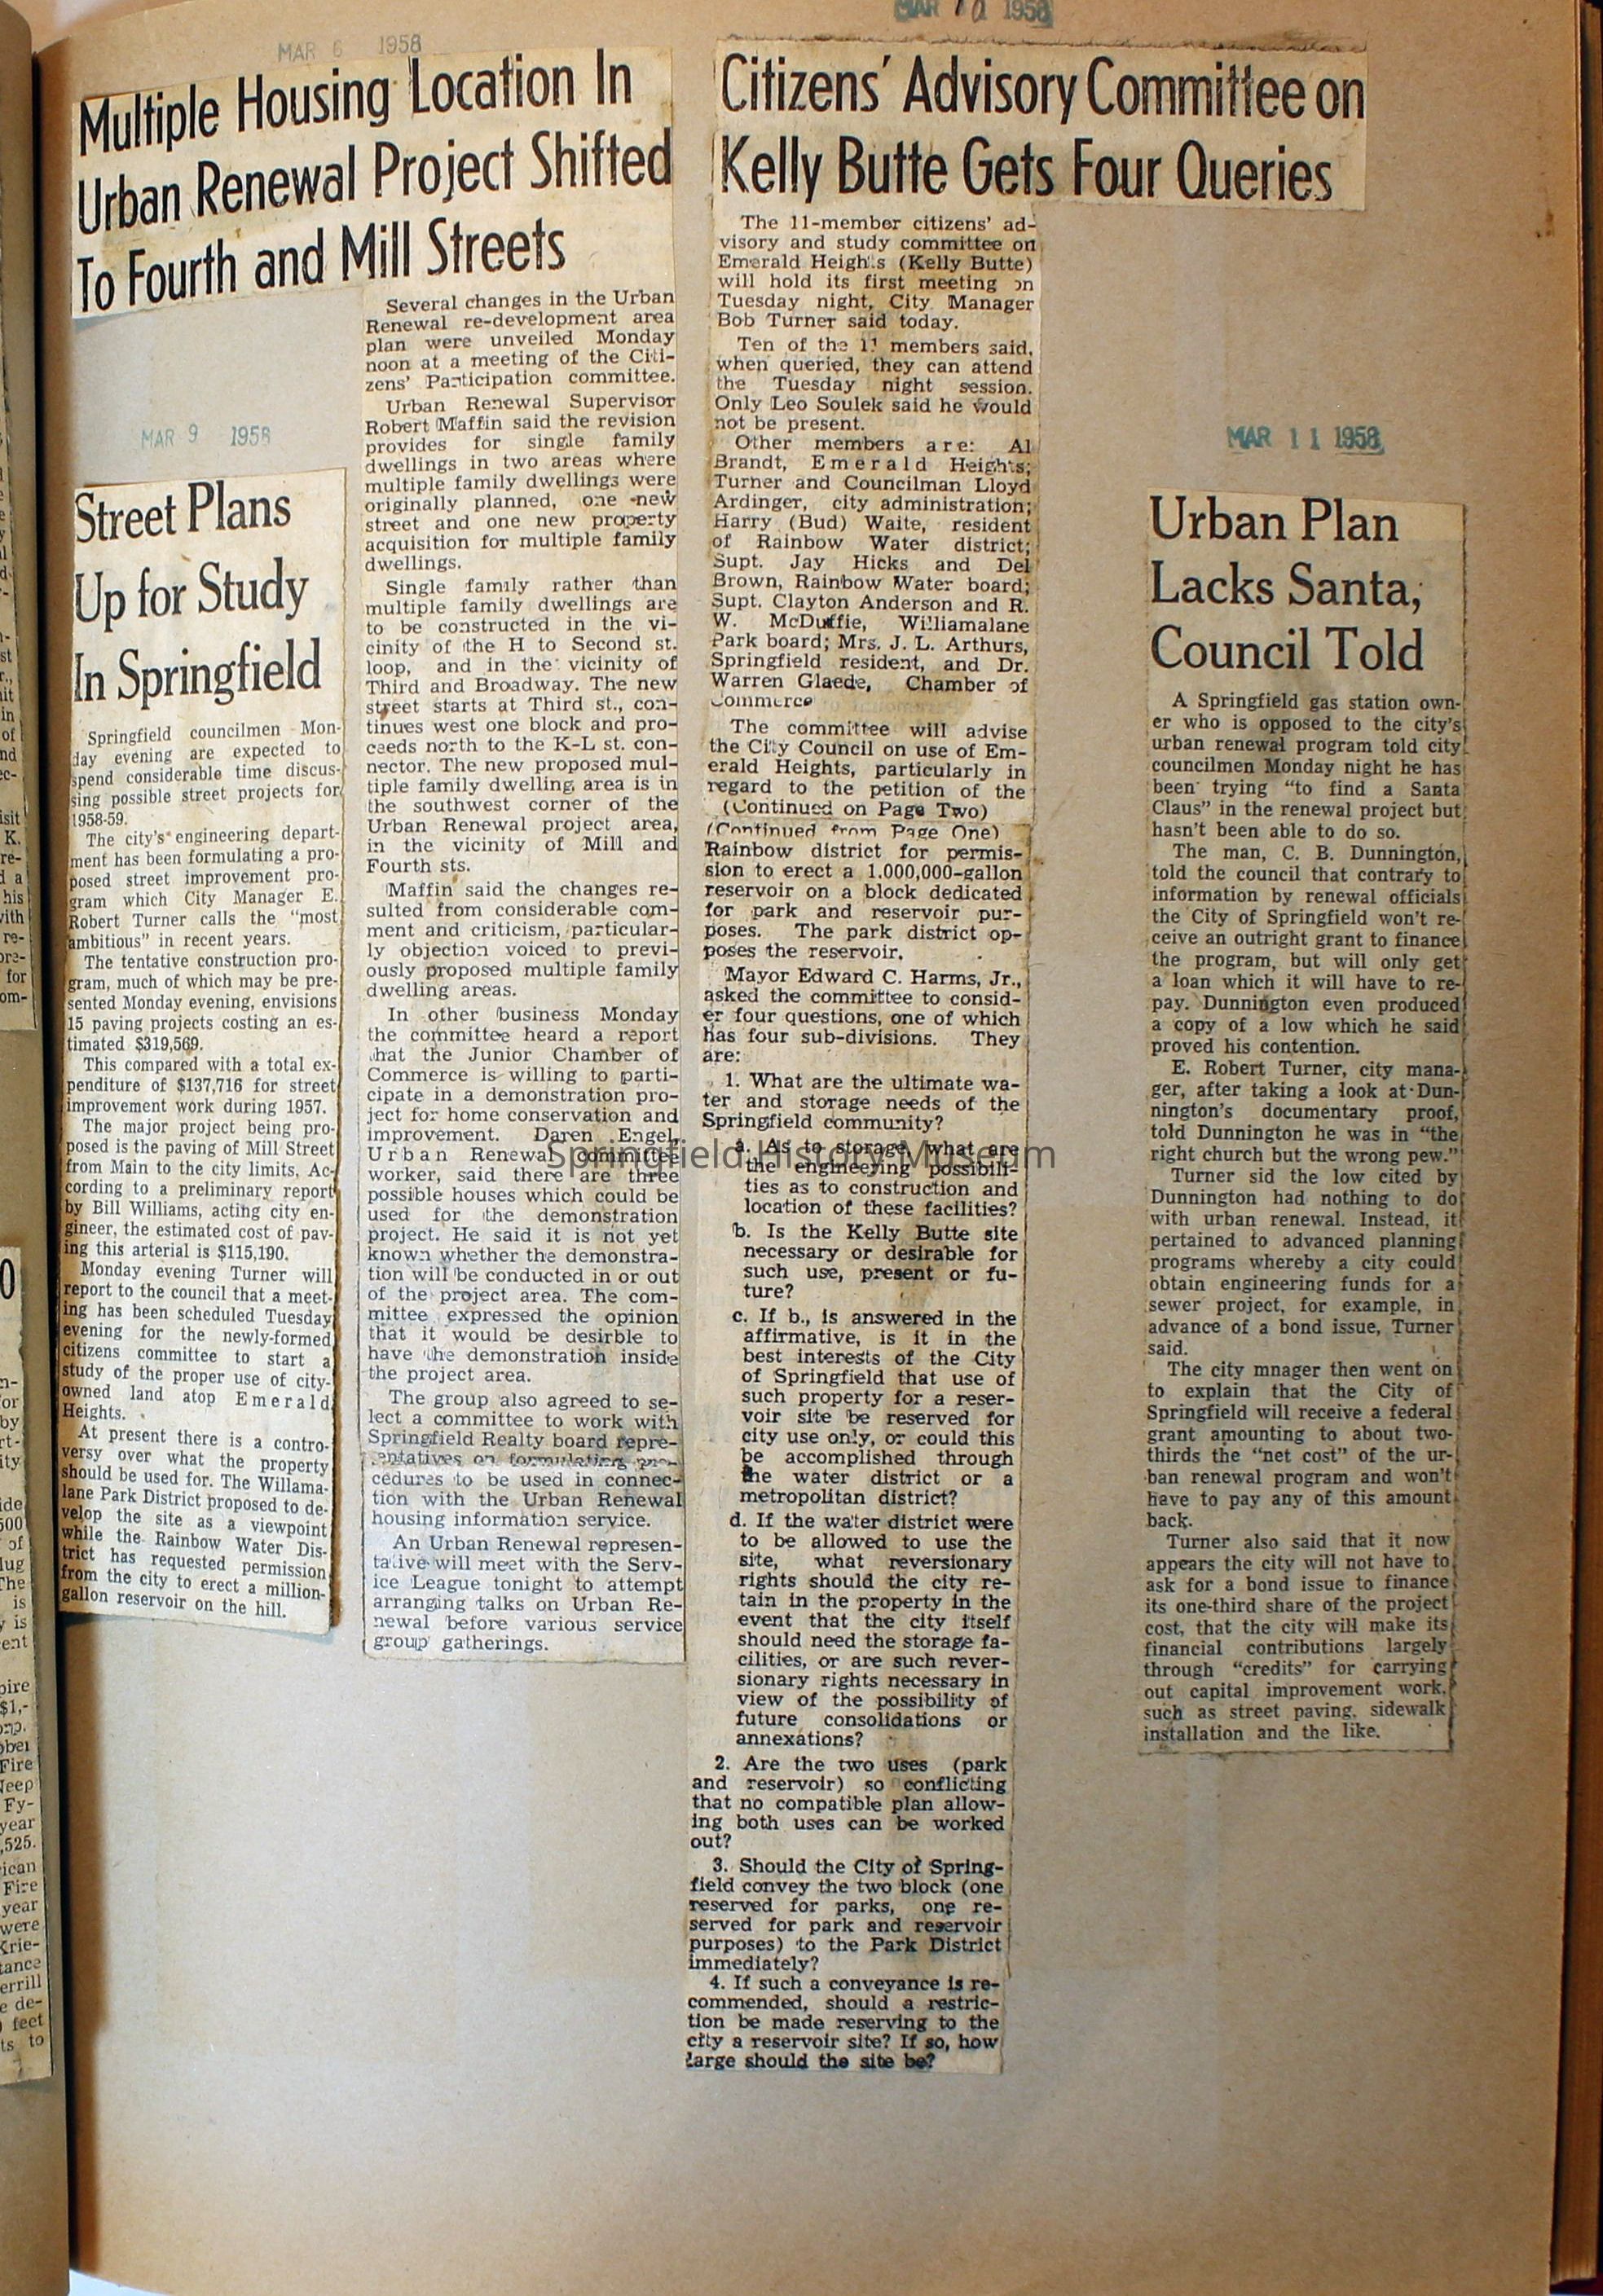 MAR 6 1958
Multiple Housing Location In
Urban Renewal Project Shifted
To Fourth and Mill Streets
Several changes in the Urban
Renewal re-development area
plan were unveiled Monday
noon at a meeting of the Citi-
zens' Participation committee.
Urban Renewal Supervisor
Robert Maffin said the revision
provides for single family
dwellings in two areas where
multiple family dwellings were
originally planned, one new
street and one new property
acquisition for multiple family
dwellings.
Single family rather than
multiple family dwellings are
to be constructed in the vi-
cinity of the H to Second st.
loop, and in the vicinity of
Third and Broadway. The new
street starts at Third st., con-
tinues west one block and pro-
ceeds north to the K-L st. con-
nector. The new proposed mul-
tiple family dwelling area is in
the southwest corner of the
Urban Renewal project area,
in the vicinity of Mill and
Fourth sts.
Maffin said the changes re-
sulted from considerable com-
ment and criticism, particular-
ly objection voiced to previ-
ously proposed multiple family
dwelling areas.
In other business Monday
the committee heard a report
that the Junior Chamber of
Commerce is willing to parti-
cipate in a demonstration pro-
ject for home conservation and
improvement. Daren Engel,
Urban Renewal committee
worker, said there are three
possible houses which could be
used for the demonstration
project. He said it is not yet
known whether the demonstra-
tion will be conducted in or out
of the project area. The com-
mittee expressed the opinion
that it would be desirble to
have the demonstration inside
the project area.
The group also agreed to se-
lect a committee to work with
Springfield Realty board repre-
sentatives on formulating pro-
cedures to be used in connec-
tion with the Urban Renewal
housing information service.
An Urban Renewal represen-
tative will meet with the Serv-
ice League tonight to attempt
arranging talks on Urban Re-
newal before various service
group gatherings.
MAR 9 1958
Street Plans
Up for Study
In Springfield
Springfield councilmen Mon-
day evening are expected to
spend considerable time discus-
sing possible street projects for
1958-59.
The city's engineering depart-
ment has been formulating a pro-
posed street improvement pro-
gram which City Manager E.
Robert Turner calls the "most
ambitious" in recent years.
The tentative construction pro-
gram, much of which may be pre-
sented Monday evening, envisions
15 paving projects costing an es-
timated $319,569.
This compared with a total ex-
penditure of $137,716 for street
improvement work during 1957.
The major project being pro-
posed is the paving of Mill Street
from Main to the city limits. Ac-
cording to a preliminary report
by Bill Williams, acting city en-
gineer, the estimated cost of pav-
ing this arterial is $115,190.
Monday evening Turner will
report to the council that a meet-
ing has been scheduled Tuesday
evening for the newly-formed
citizens committee to start a
study of the proper use of city-
owned land atop Emerald
Heights.
At present there is a contro-
versy over what the property
should be used for. The Willama-
lane Park District proposed to de-
velop the site as a viewpoint
while the Rainbow Water Dis-
trict has requested permission
from the city to erect a million-
gallon reservoir on the hill.
MAR 10 1958
Citizens' Advisory Committee on
Kelly Butte Gets Four Queries
The 11-member citizens' ad-
visory and study committee on
Emerald Heights (Kelly Butte)
will hold its first meeting on
Tuesday night, City Manager
Bob Turner said today.
Ten of the 11 members said,
when queried, they can attend
the Tuesday night session.
Only Leo Soulek said he would
not be present.
Other members are: Al
Brandt, Emerald Heights;
Turner and Councilman Lloyd
Ardinger, city administration;
Harry (Bud) Waite, resident
of Rainbow Water district;
Supt. Jay Hicks and Del
Brown, Rainbow Water board;
Supt. Clayton Anderson and R.
W. McDuffie, Williamalane
Park board; Mrs. J. L. Arthurs,
Springfield resident, and Dr.
Warren Glaede, Chamber of
Commerce
The committee will advise
the City Council on use of Em-
erald Heights, particularly in
regard to the petition of the
(Continued on Page Two)
(Continued from Page One)
Rainbow district for permis-
sion to erect a 1,000,000-gallon
reservoir on a block dedicated
for park and reservoir pur-
poses. The park district op-
poses the reservoir.
Mayor Edward C. Harms, Jr.,
asked the committee to consid-
er four questions, one of which
has four sub-divisions. They
are:
1. What are the ultimate wa-
ter and storage needs of the
Springfield community?
a. As to storage, what are
the engineering possibili-
ties as to construction and
location of these facilities?
b. Is the Kelly Butte site
necessary or desirable for
such use, present or fu-
ture?
c. If b., is answered in the
affirmative, is it in the
best interests of the City
of Springfield that use of
such property for a reser-
voir site be reserved for
city use only, or could this
be accomplished through
the water district or a
metropolitan district?
d. If the water district were
to be allowed to use the
site, what reversionary
rights should the city re-
tain in the property in the
event that the city itself
should need the storage fa-
cilities, or are such rever-
sionary rights necessary in
view of the possibility of
future consolidations or
annexations?
2. Are the two uses (park
and reservoir) so conflicting
that no compatible plan allow-
ing both uses can be worked
out?
3. Should the City of Spring-
field convey the two block (one
reserved for parks, one re-
served for park and reservoir
purposes) to the Park District
immediately?
4. If such a conveyance is re-
commended, should a restric-
tion be made reserving to the
city a reservoir site? If so, how
large should the site be?
MAR 11 1958
Urban Plan
Lacks Santa,
Council Told
A Springfield gas station own-
er who is opposed to the city's
urban renewal program told city
councilmen Monday night he has
been trying "to find a Santa
Claus" in the renewal project but
hasn't been able to do so.
The man, C. B. Dunnington,
told the council that contrary to
information by renewal officials
the City of Springfield won't re-
ceive an outright grant to finance
the program, but will only get
a loan which it will have to re-
pay. Dunnington even produced
a copy of a low which he said
proved his contention.
E. Robert Turner, city mana-
ger, after taking a look at Dun-
nington's documentary proof,
told Dunnington he was in "the
right church but the wrong pew."
Turner sid the low cited by
Dunnington had nothing to do
with urban renewal. Instead, it
pertained to advanced planning
programs whereby a city could
obtain engineering funds for a
sewer project, for example, in
advance of a bond issue, Turner
said.
The city mnager then went on
to explain that the City of
Springfield will receive a federal
grant amounting to about two-
thirds the "net cost" of the ur-
ban renewal program and won't
have to pay any of this amount
back.
Turner also said that it now
appears the city will not have to
ask for a bond issue to finance
its one-third share of the project
cost, that the city will make its
financial contributions largely
through "credits" for carrying
out capital improvement work,
such as street paving, sidewalk
installation and the like.
Springfield History Museum